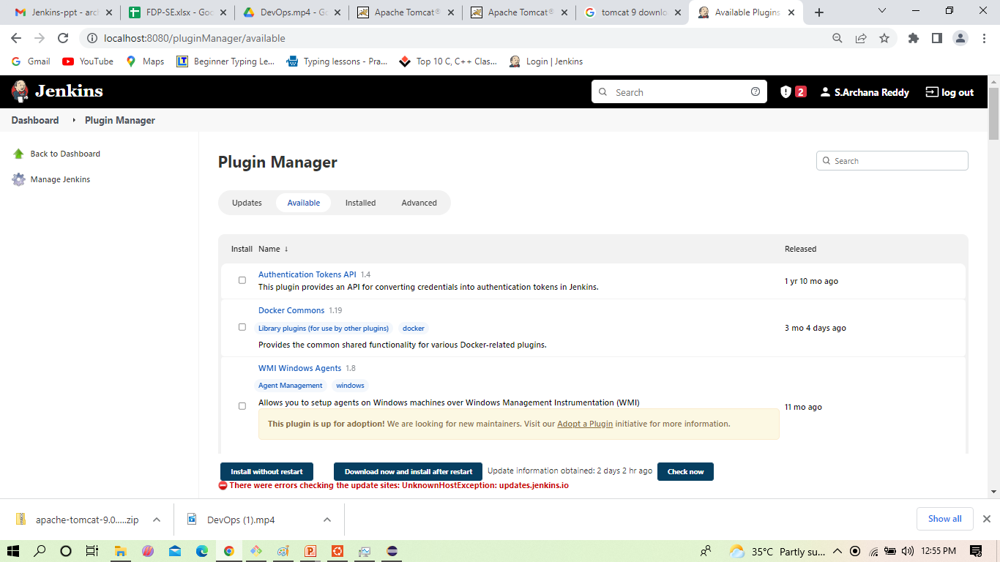 Jenkins-ppt - arc
FDP-SE.xlsx - Goo
DevOps.mp4 - Go
Apache Tomcat®
Apache Tomcat®
tomcat 9 downlo
Available Plugins
localhost:8080/pluginManager/available
Gmail
YouTube
Maps
Beginner Typing Le...
Typing lessons - Pra...
Top 10 C, C++ Clas...
Login | Jenkins
Jenkins
Search
2
S.Archana Reddy
log out
Dashboard
Plugin Manager
Back to Dashboard
Manage Jenkins
Plugin Manager
Search
Updates
Available
Installed
Advanced
Install Name ↓
Released
Authentication Tokens API 1.4
This plugin provides an API for converting credentials into authentication tokens in Jenkins.
1 yr 10 mo ago
Docker Commons 1.19
Library plugins (for use by other plugins)
docker
Provides the common shared functionality for various Docker-related plugins.
3 mo 4 days ago
WMI Windows Agents 1.8
Agent Management
windows
Allows you to setup agents on Windows machines over Windows Management Instrumentation (WMI)
This plugin is up for adoption! We are looking for new maintainers. Visit our Adopt a Plugin initiative for more information.
11 mo ago
Install without restart
Download now and install after restart
Update information obtained: 2 days 2 hr ago
Check now
There were errors checking the update sites: UnknownHostException: updates.jenkins.io
apache-tomcat-9.0.....zip
DevOps (1).mp4
Show all
35°C Partly su...
12:55 PM